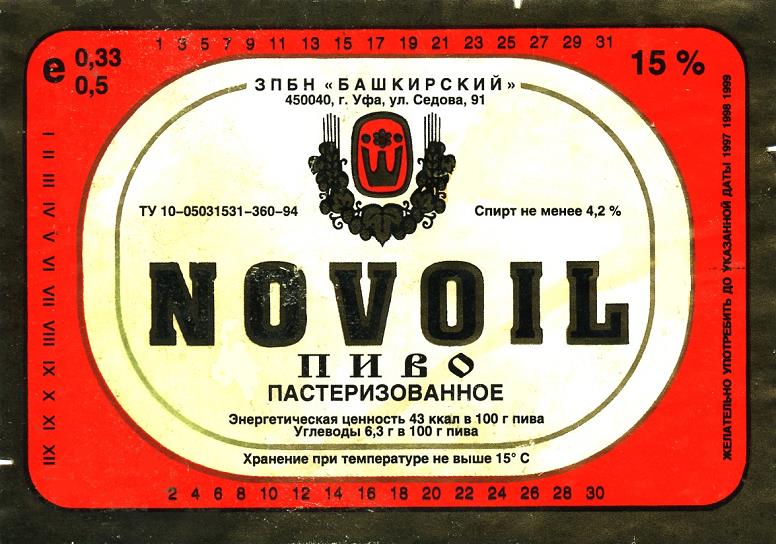 1 3 5 7 9 11 13 15 17 19 21 23 25 27 29 31
e 0,33
0,5
15 %
ЗПБН «БАШКИРСКИЙ»
450040, г. Уфа, ул. Седова, 91
ТУ 10–05031531–360–94
Спирт не менее 4,2 %
NOVOIL
ПИВО
ПАСТЕРИЗОВАННОЕ
Энергетическая ценность 43 ккал в 100 г пива
Углеводы 6,3 г в 100 г пива
Хранение при температуре не выше 15° С
2 4 6 8 10 12 14 16 18 20 22 24 26 28 30
I II III IV V VI VII VIII IX X XI XII
ЖЕЛАТЕЛЬНО УПОТРЕБИТЬ ДО УКАЗАННОЙ ДАТЫ 1997 1998 1999